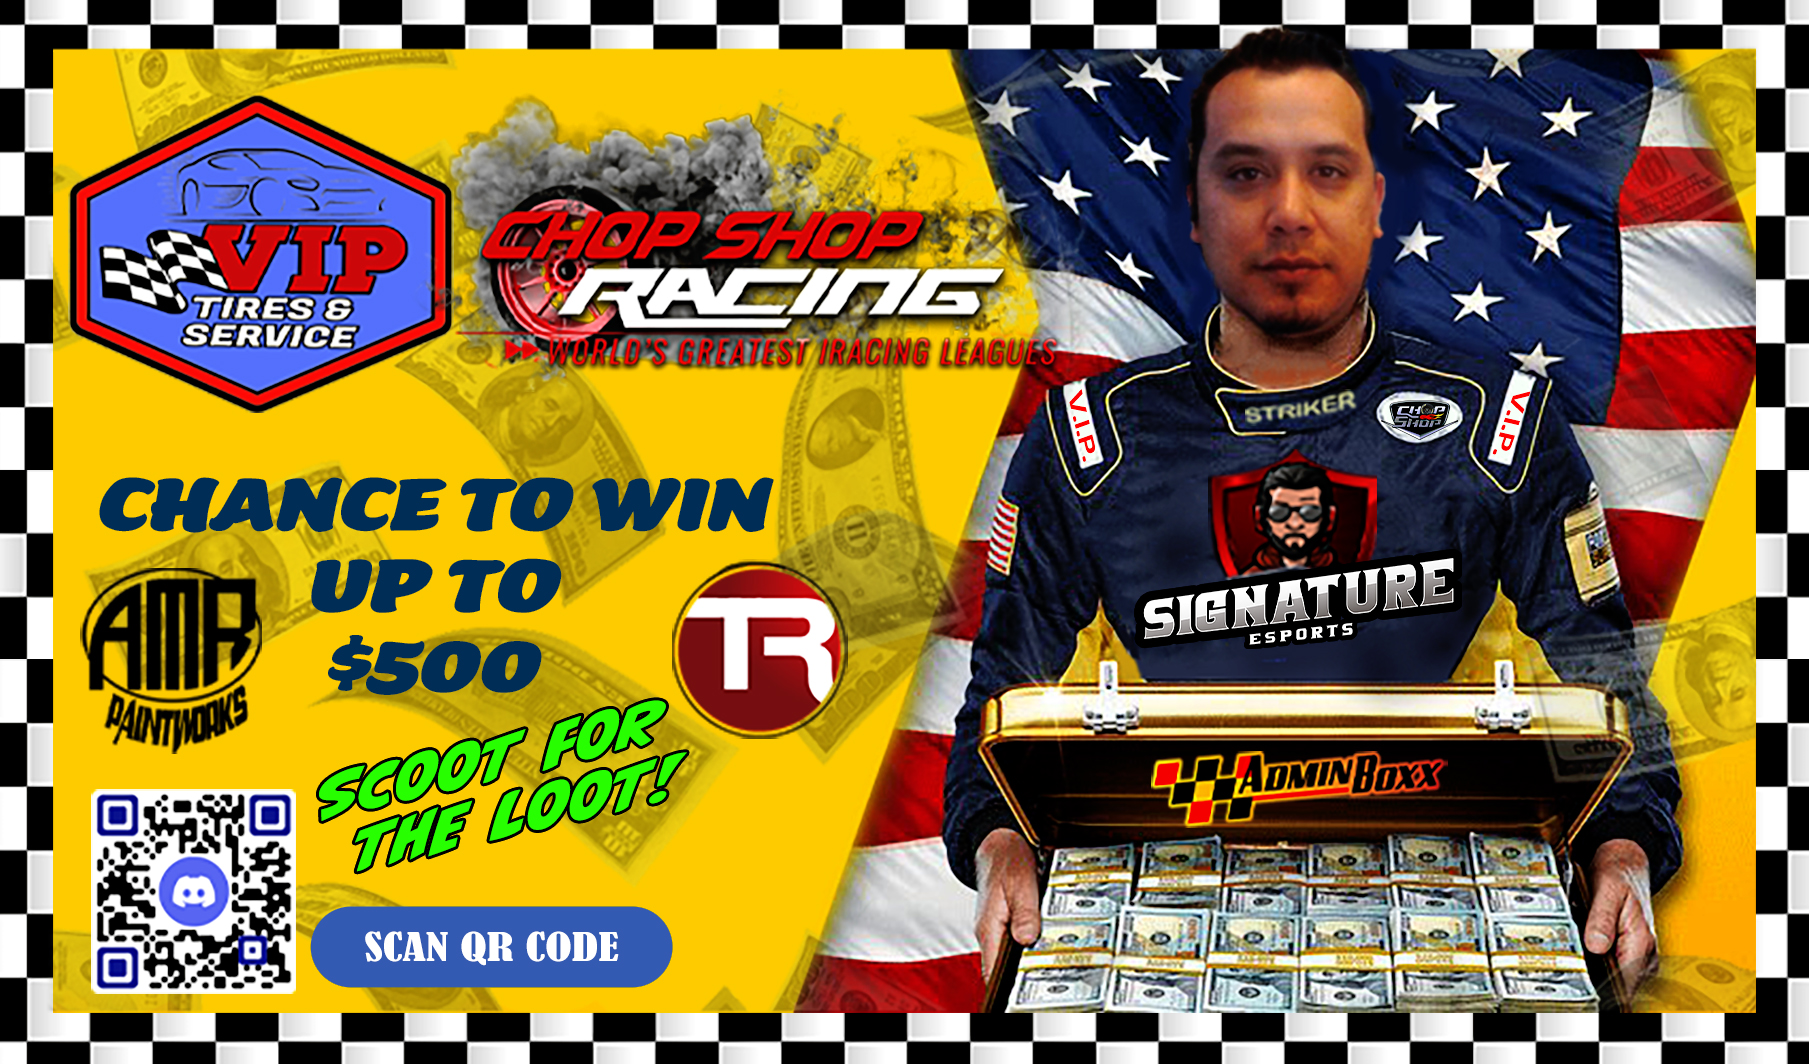 VIP
TIRES &
SERVICE
CHOP SHOP
RACING
WORLD'S GREATEST IRACING LEAGUES
CHANCE TO WIN
UP TO
$500
AMR
PAINTWORKS
TR
SCOOT FOR
THE LOOT!
SCAN QR CODE
STRIKER
CHOP
SHOP
V.I.P.
V.I.P.
SIGNATURE
ESPORTS
ADMINBOXX